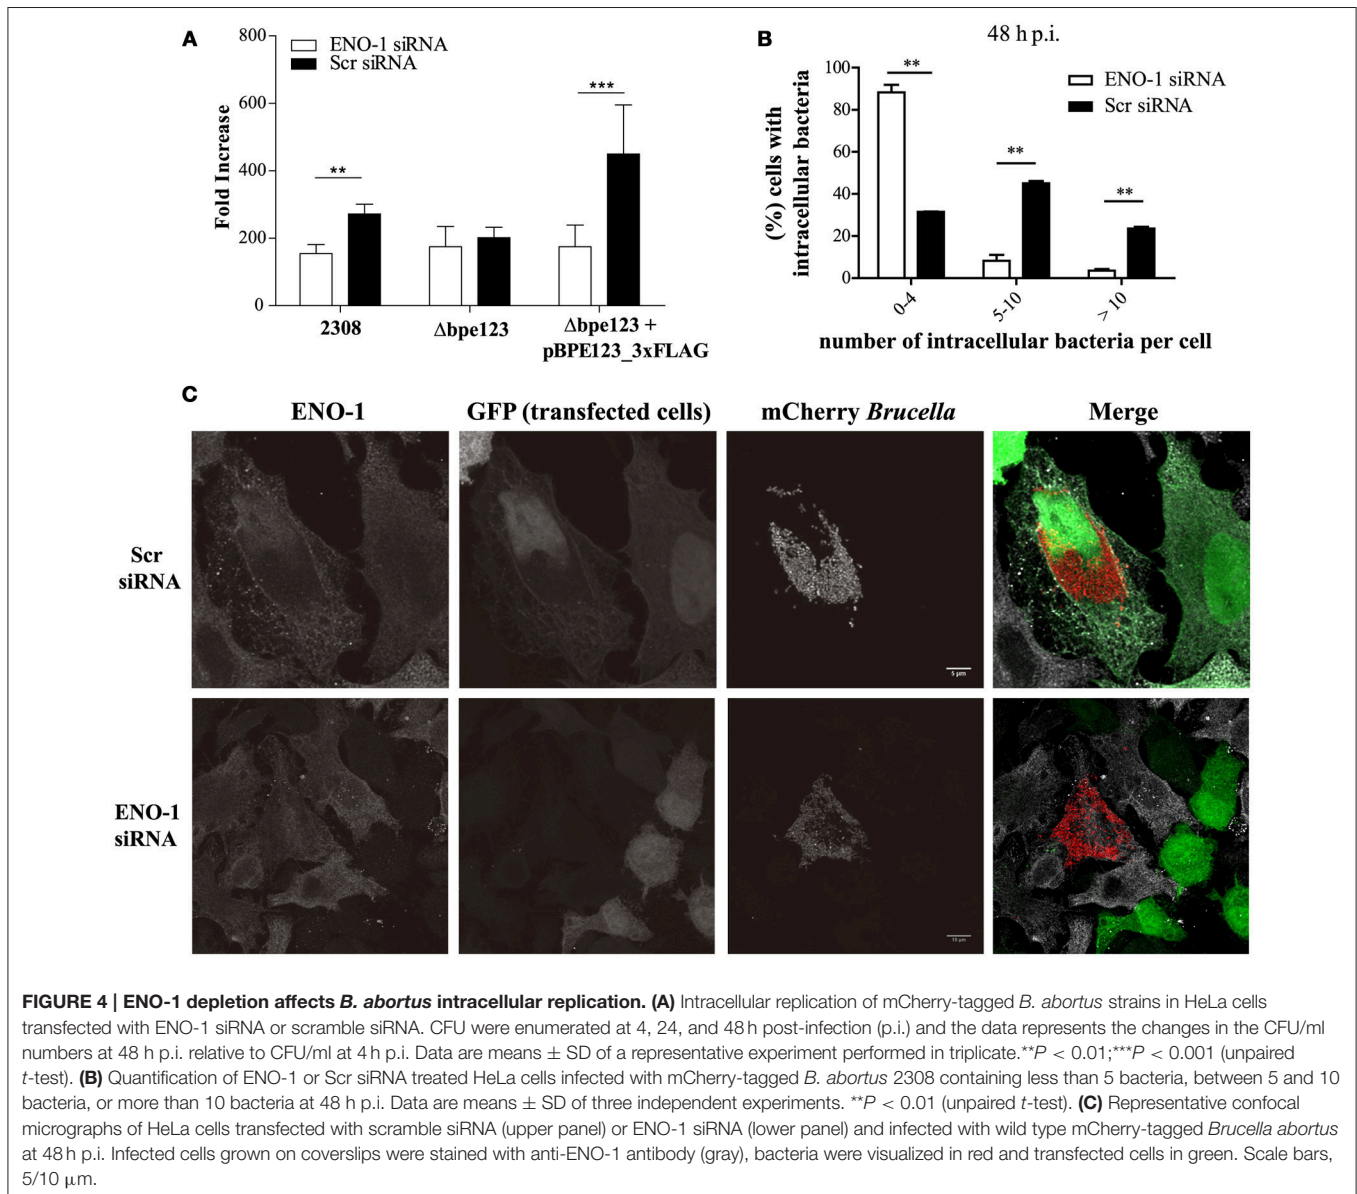 A
800
600
400
200
0
Fold Increase
ENO-1 siRNA
Scr siRNA
**
***
2308
Δbpe123
Δbpe123 +
pBPE123_3xFLAG
B
48 h p.i.
100
80
60
40
20
0
(%) cells with
intracellular bacteria
ENO-1 siRNA
Scr siRNA
**
**
**
0-4
5-10
> 10
number of intracellular bacteria per cell
C
ENO-1
GFP (transfected cells)
mCherry Brucella
Merge
Scr
siRNA
5 µm
ENO-1
siRNA
10 µm
FIGURE 4 | ENO-1 depletion affects B. abortus intracellular replication. (A) Intracellular replication of mCherry-tagged B. abortus strains in HeLa cells
transfected with ENO-1 siRNA or scramble siRNA. CFU were enumerated at 4, 24, and 48 h post-infection (p.i.) and the data represents the changes in the CFU/ml
numbers at 48 h p.i. relative to CFU/ml at 4 h p.i. Data are means ± SD of a representative experiment performed in triplicate.**P < 0.01;***P < 0.001 (unpaired
t-test). (B) Quantification of ENO-1 or Scr siRNA treated HeLa cells infected with mCherry-tagged B. abortus 2308 containing less than 5 bacteria, between 5 and 10
bacteria, or more than 10 bacteria at 48 h p.i. Data are means ± SD of three independent experiments. **P < 0.01 (unpaired t-test). (C) Representative confocal
micrographs of HeLa cells transfected with scramble siRNA (upper panel) or ENO-1 siRNA (lower panel) and infected with wild type mCherry-tagged Brucella abortus
at 48 h p.i. Infected cells grown on coverslips were stained with anti-ENO-1 antibody (gray), bacteria were visualized in red and transfected cells in green. Scale bars,
5/10 µm.